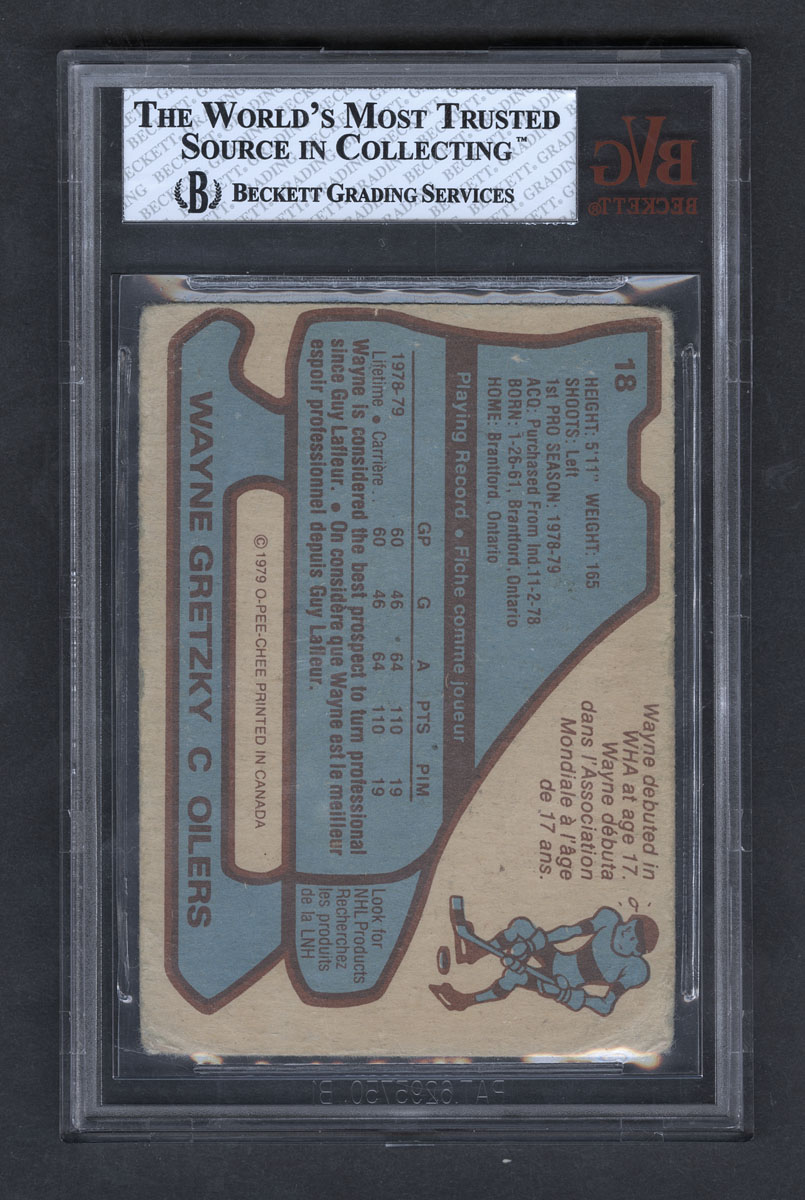 THE WORLD'S MOST TRUSTED
SOURCE IN COLLECTING™
BECKETT GRADING SERVICES
BVG
BECKETT®
18
HEIGHT: 5'11" WEIGHT: 165
SHOOTS: Left
1st PRO SEASON: 1978-79
ACQ: Purchased From Ind. 11-2-78
BORN: 1-26-61, Brantford, Ontario
HOME: Brantford, Ontario
Playing Record • Fiche comme joueur
GP G A PTS PIM
1978-79 60 46 64 110 19
Lifetime • Carrière . . 60 46 64 110 19
Wayne is considered the best prospect to turn professional
since Guy Lafleur. • On considère que Wayne est le meilleur
espoir professionnel depuis Guy Lafleur.
Wayne debuted in
WHA at age 17.
Wayne débuta
dans l'Association
Mondiale à l'âge
de 17 ans.
Look for
NHL Products
Recherchez
les produits
de la LNH
© 1979 O-PEE-CHEE PRINTED IN CANADA
WAYNE GRETZKY C OILERS